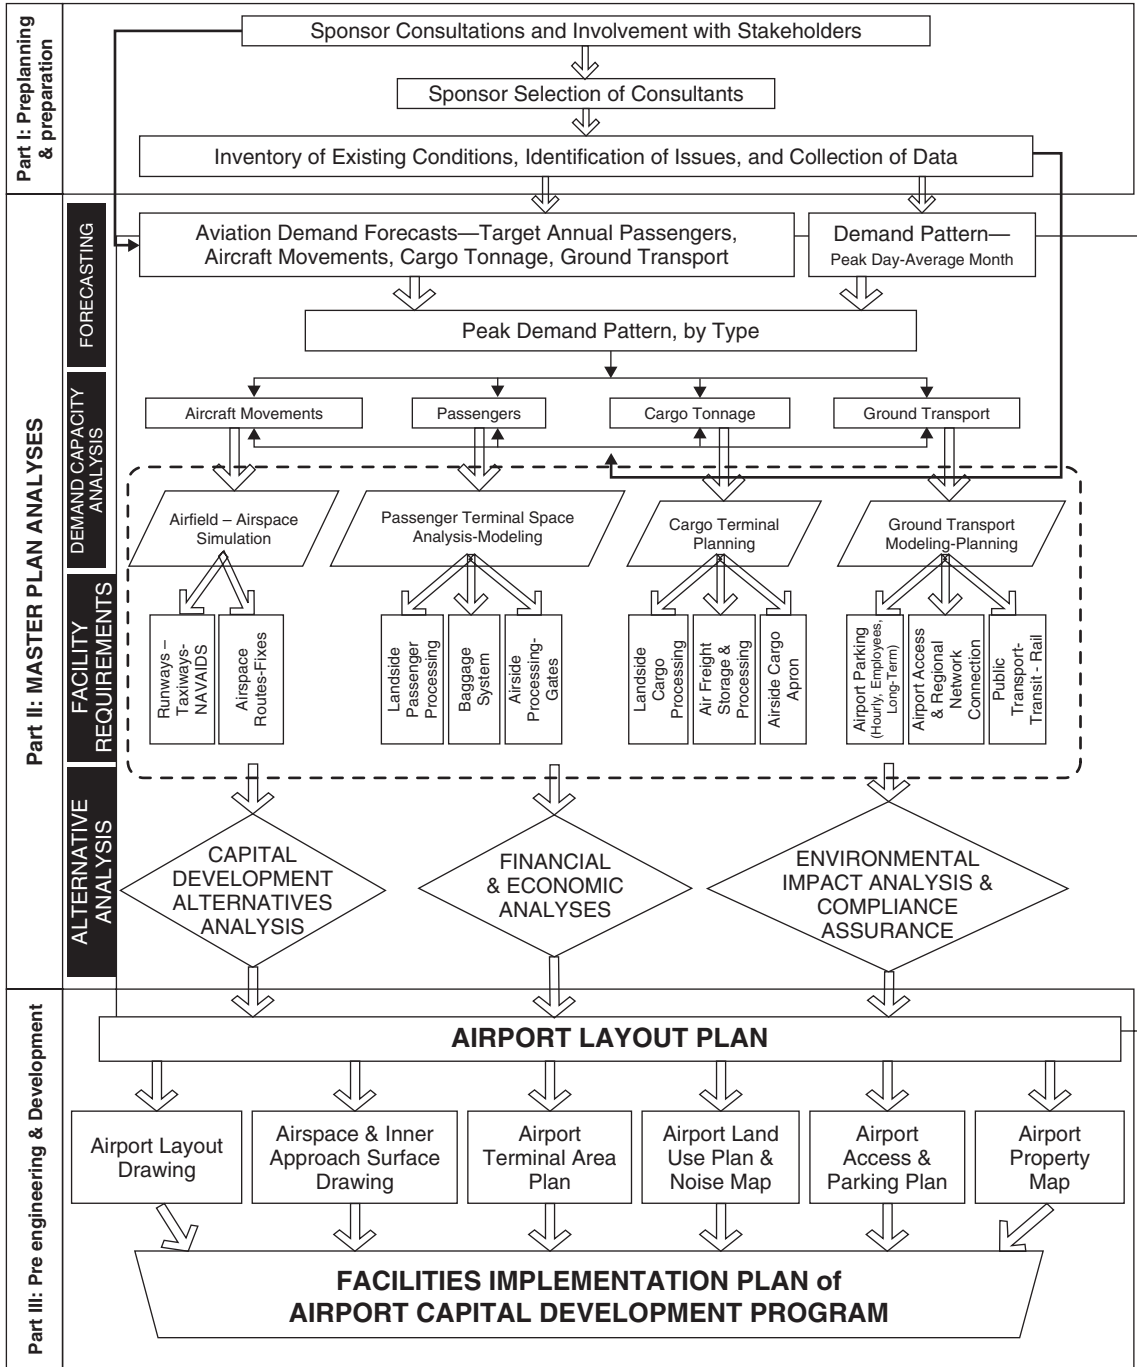 Part I: Preplanning
& preparation
Sponsor Consultations and Involvement with Stakeholders
Sponsor Selection of Consultants
Inventory of Existing Conditions, Identification of Issues, and Collection of Data
Part II: MASTER PLAN ANALYSES
FORECASTING
Aviation Demand Forecasts—Target Annual Passengers,
Aircraft Movements, Cargo Tonnage, Ground Transport
Demand Pattern—
Peak Day-Average Month
Peak Demand Pattern, by Type
DEMAND CAPACITY
ANALYSIS
Aircraft Movements
Passengers
Cargo Tonnage
Ground Transport
Airfield – Airspace
Simulation
Passenger Terminal Space
Analysis-Modeling
Cargo Terminal
Planning
Ground Transport
Modeling-Planning
FACILITY
REQUIREMENTS
Runways –
Taxiways-
NAVAIDS
Airspace
Routes-Fixes
Landside
Passenger
Processing
Baggage
System
Airside
Processing-
Gates
Landside
Cargo
Processing
Air Freight
Storage &
Processing
Airside Cargo
Apron
Airport Parking
(Hourly, Employees,
Long-Term)
Airport Access
& Regional
Network
Connection
Public
Transport-
Transit - Rail
ALTERNATIVE
ANALYSIS
CAPITAL
DEVELOPMENT
ALTERNATIVES
ANALYSIS
FINANCIAL
& ECONOMIC
ANALYSES
ENVIRONMENTAL
IMPACT ANALYSIS &
COMPLIANCE
ASSURANCE
Part III: Pre engineering & Development
AIRPORT LAYOUT PLAN
Airport Layout
Drawing
Airspace & Inner
Approach Surface
Drawing
Airport
Terminal Area
Plan
Airport Land
Use Plan &
Noise Map
Airport
Access &
Parking Plan
Airport
Property
Map
FACILITIES IMPLEMENTATION PLAN of
AIRPORT CAPITAL DEVELOPMENT PROGRAM